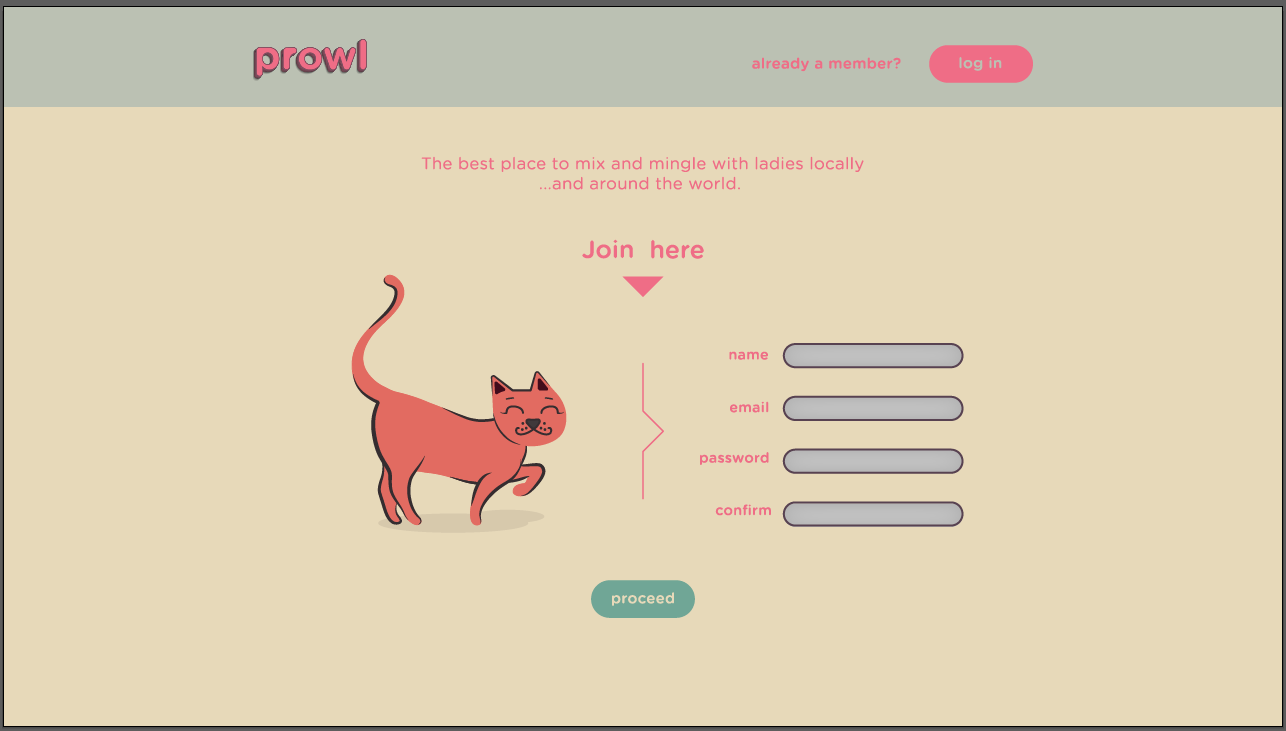 prowl
already a member?
log in
The best place to mix and mingle with ladies locally
...and around the world.
Join here
name
email
password
confirm
proceed